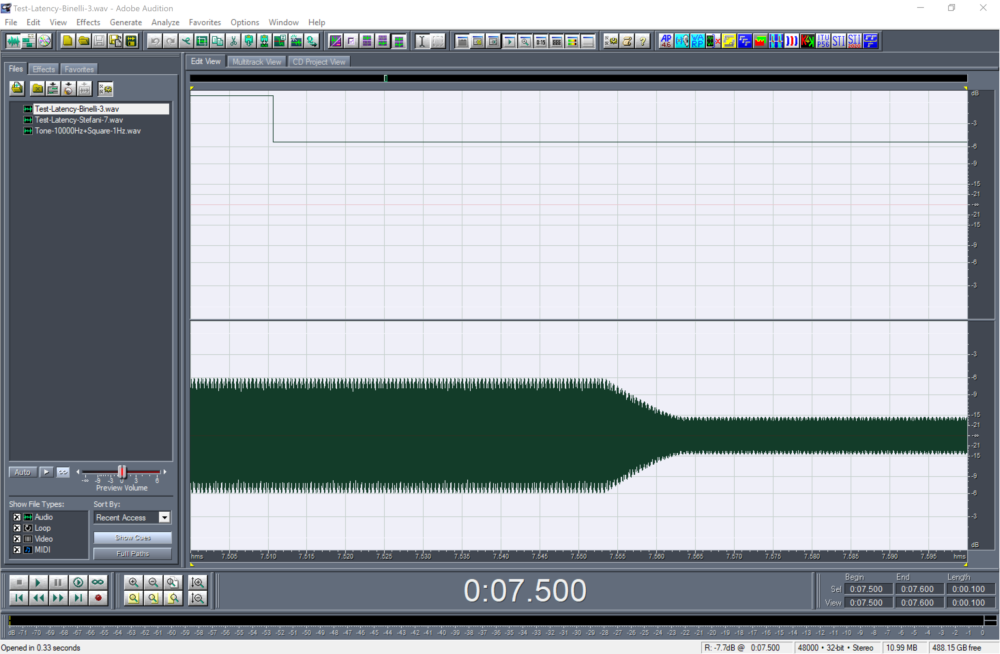 Test-Latency-Binelli-3.wav - Adobe Audition
File Edit View Effects Generate Analyze Favorites Options Window Help
0:15 AP 4.6 WA RP K4 ITU P56 STI SII 2020
Files Effects Favorites
Edit View Multitrack View CD Project View
Test-Latency-Binelli-3.wav
Test-Latency-Stefani-7.wav
Tone-10000Hz+Square-1Hz.wav
dB
-3
-6
-9
-15
-21
-∞
-21
-15
-9
-6
-3
-3
-6
-9
-15
-21
-∞
-21
-15
-9
-6
-3
dB
hms 7.505 7.510 7.515 7.520 7.525 7.530 7.535 7.540 7.545 7.550 7.555 7.560 7.565 7.570 7.575 7.580 7.585 7.590 7.595 hms
Auto
-∞ -9 -3 0 3 6
Preview Volume
Show File Types: Sort By:
Audio
Loop
Video
MIDI
Recent Access
Show Cues
Full Paths
0:07.500
Begin End Length
Sel 0:07.500 0:07.600 0:00.100
View 0:07.500 0:07.600 0:00.100
dB -71 -70 -69 -68 -67 -66 -65 -64 -63 -62 -61 -60 -59 -58 -57 -56 -55 -54 -53 -52 -51 -50 -49 -48 -47 -46 -45 -44 -43 -42 -41 -40 -39 -38 -37 -36 -35 -34 -33 -32 -31 -30 -29 -28 -27 -26 -25 -24 -23 -22 -21 -20 -19 -18 -17 -16 -15 -14 -13 -12 -11 -10 -9 -8 -7 -6 -5 -4 -3 -2 -1 0
Opened in 0.33 seconds
R: -7.7dB @ 0:07.500 48000 • 32-bit • Stereo 10.99 MB 488.15 GB free